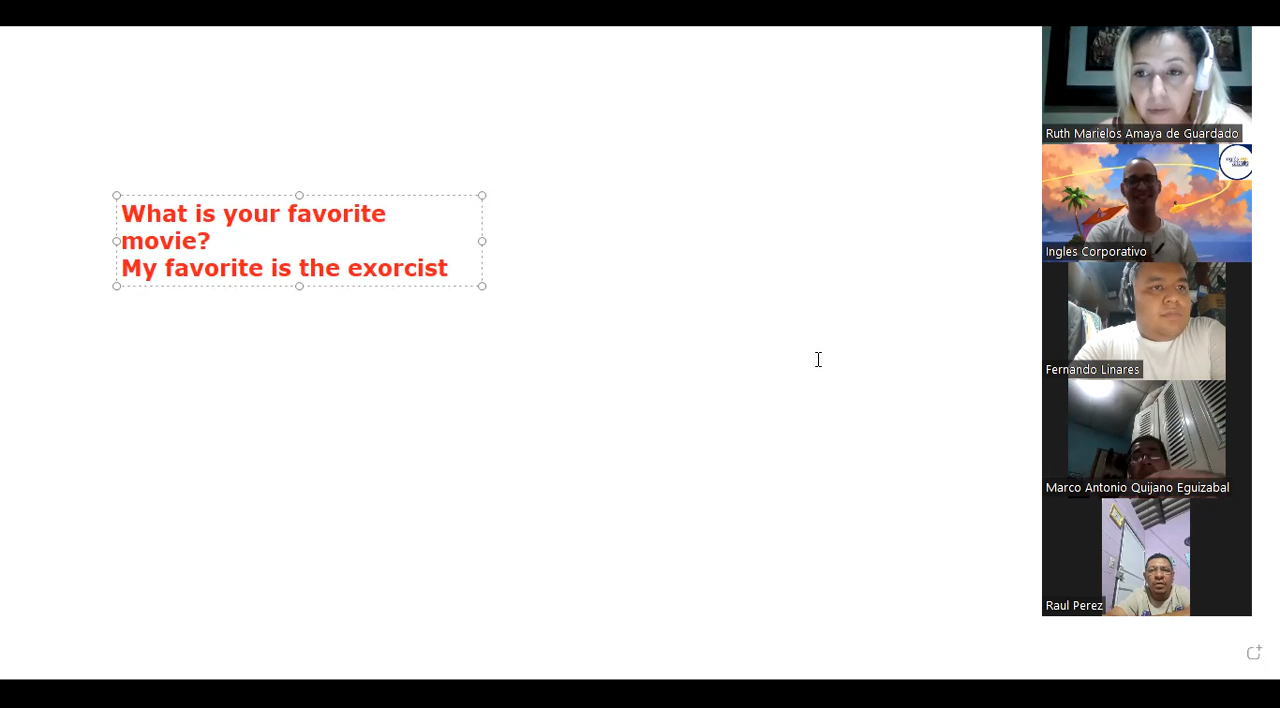 What is your favorite
movie?
My favorite is the exorcist
Ruth Marielos Amaya de Guardado
Ingles Corporativo
Fernando Linares
Marco Antonio Quijano Eguizabal
Raul Perez